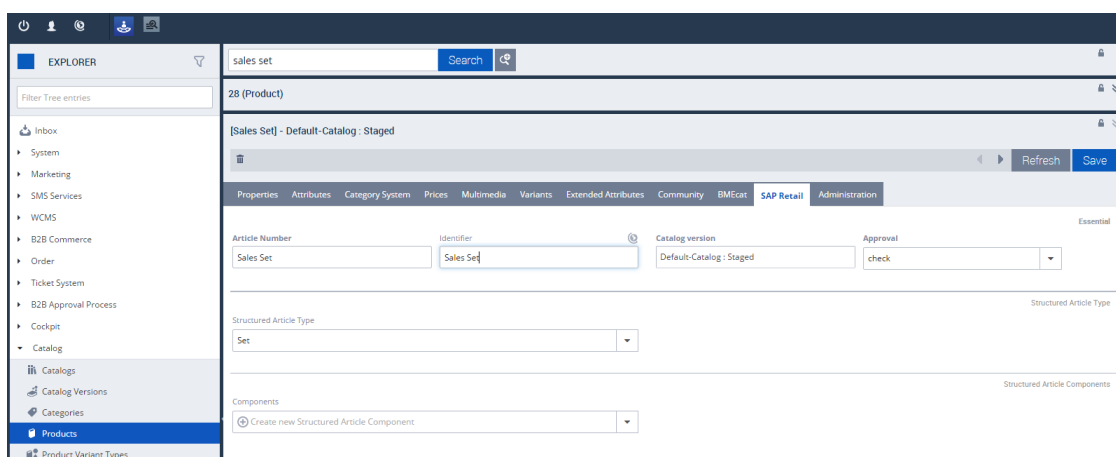 EXPLORER
Filter Tree entries
Inbox
System
Marketing
SMS Services
WCMS
B2B Commerce
Order
Ticket System
B2B Approval Process
Cockpit
Catalog
Catalogs
Catalog Versions
Categories
Products
Product Variant Types
sales set
Search
28 (Product)
[Sales Set] - Default-Catalog : Staged
Refresh
Save
Properties Attributes Category System Prices Multimedia Variants Extended Attributes Community BMEcat SAP Retail Administration
Essential
Article Number
Sales Set
Identifier
Sales Set
Catalog version
Default-Catalog : Staged
Approval
check
Structured Article Type
Structured Article Type
Set
Structured Article Components
Components
Create new Structured Article Component